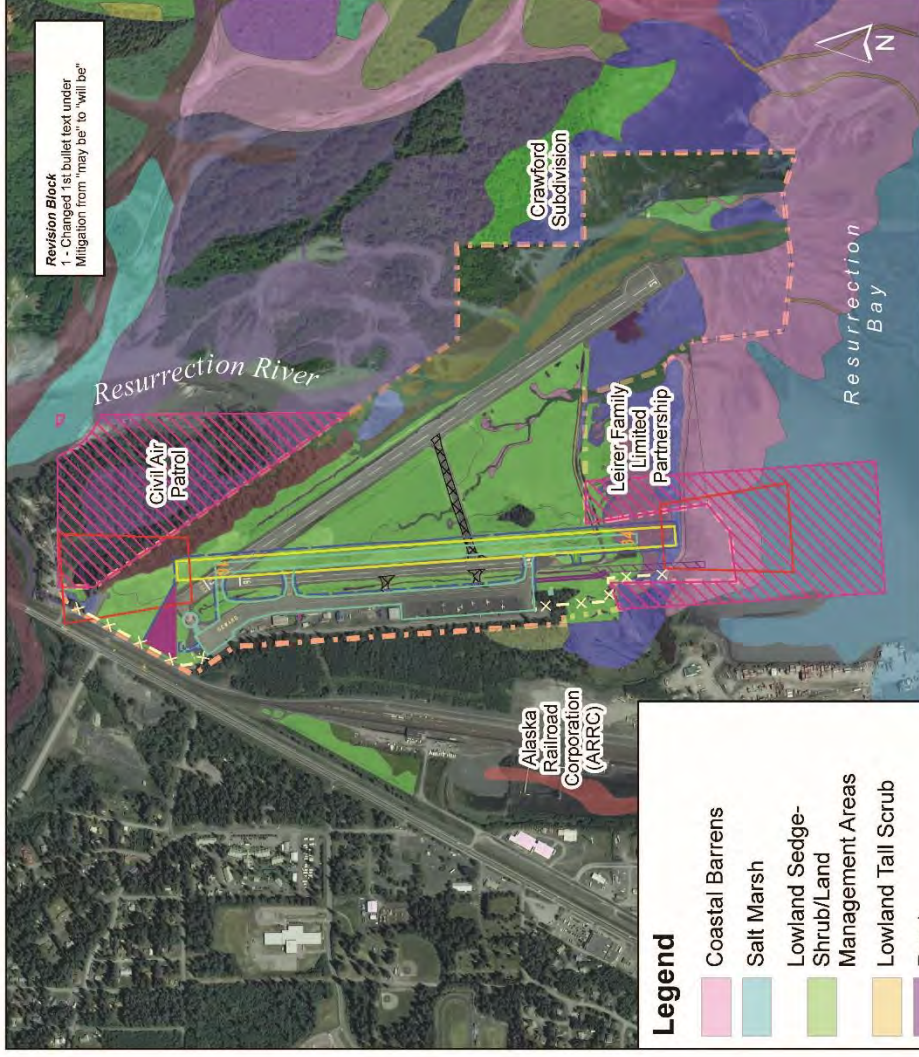 Revision Block
1 - Changed 1st bullet text under
Mitigation from "may be" to "will be"
N
Resurrection River
Civil Air
Patrol
Crawford
Subdivision
Leirer Family
Limited
Partnership
Resurrection
Bay
34
Alaska
Railroad
Corporation
(ARRC)
Legend
Coastal Barrens
Salt Marsh
Lowland Sedge-
Shrub/Land
Management Areas
Lowland Tall Scrub